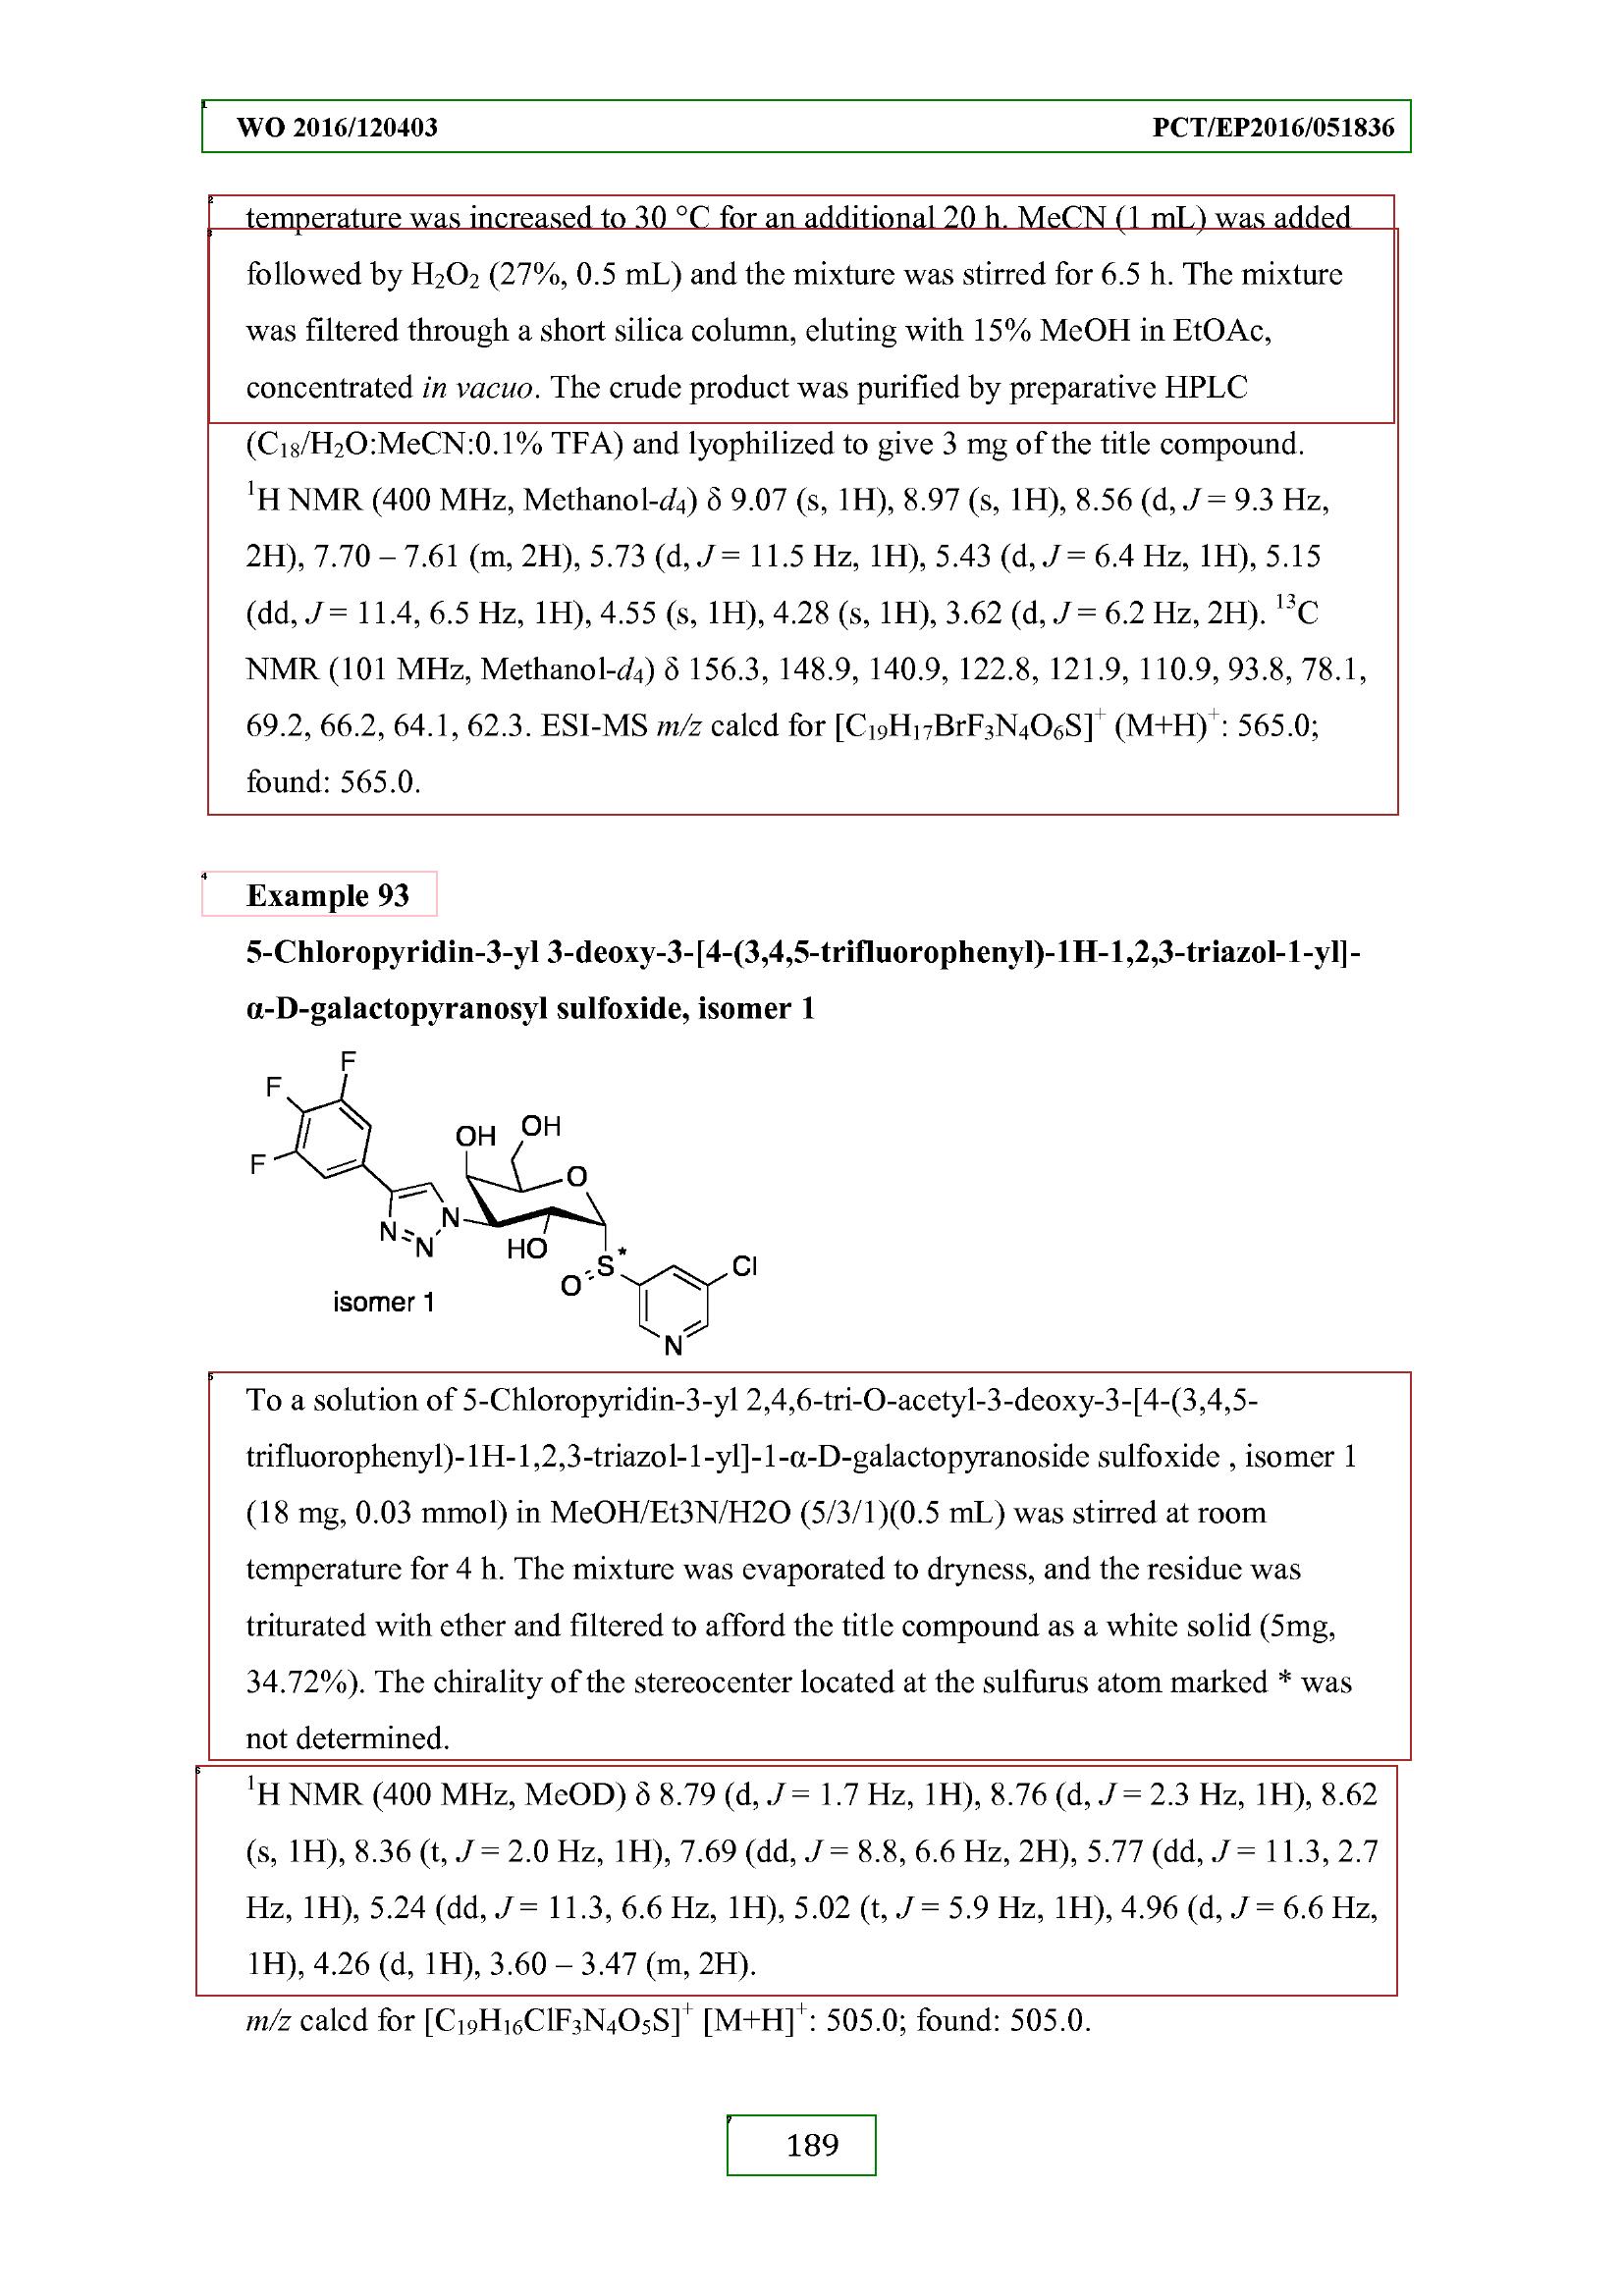 WO 2016/120403 PCT/EP2016/051836
temperature was increased to 30 °C for an additional 20 h. MeCN (1 mL) was added
followed by H₂O₂ (27%, 0.5 mL) and the mixture was stirred for 6.5 h. The mixture
was filtered through a short silica column, eluting with 15% MeOH in EtOAc,
concentrated in vacuo. The crude product was purified by preparative HPLC
(C₁₈/H₂O:MeCN:0.1% TFA) and lyophilized to give 3 mg of the title compound.
¹H NMR (400 MHz, Methanol-d₄) δ 9.07 (s, 1H), 8.97 (s, 1H), 8.56 (d, J = 9.3 Hz,
2H), 7.70 – 7.61 (m, 2H), 5.73 (d, J = 11.5 Hz, 1H), 5.43 (d, J = 6.4 Hz, 1H), 5.15
(dd, J = 11.4, 6.5 Hz, 1H), 4.55 (s, 1H), 4.28 (s, 1H), 3.62 (d, J = 6.2 Hz, 2H). ¹³C
NMR (101 MHz, Methanol-d₄) δ 156.3, 148.9, 140.9, 122.8, 121.9, 110.9, 93.8, 78.1,
69.2, 66.2, 64.1, 62.3. ESI-MS m/z calcd for [C₁₉H₁₇BrF₃N₄O₆S]⁺ (M+H)⁺: 565.0;
found: 565.0.
Example 93
5-Chloropyridin-3-yl 3-deoxy-3-[4-(3,4,5-trifluorophenyl)-1H-1,2,3-triazol-1-yl]-
α-D-galactopyranosyl sulfoxide, isomer 1
F
F
OH OH
F
O
N
N N
HO
S *
O
Cl
isomer 1
N
To a solution of 5-Chloropyridin-3-yl 2,4,6-tri-O-acetyl-3-deoxy-3-[4-(3,4,5-
trifluorophenyl)-1H-1,2,3-triazol-1-yl]-1-α-D-galactopyranoside sulfoxide , isomer 1
(18 mg, 0.03 mmol) in MeOH/Et3N/H2O (5/3/1)(0.5 mL) was stirred at room
temperature for 4 h. The mixture was evaporated to dryness, and the residue was
triturated with ether and filtered to afford the title compound as a white solid (5mg,
34.72%). The chirality of the stereocenter located at the sulfurus atom marked * was
not determined.
¹H NMR (400 MHz, MeOD) δ 8.79 (d, J = 1.7 Hz, 1H), 8.76 (d, J = 2.3 Hz, 1H), 8.62
(s, 1H), 8.36 (t, J = 2.0 Hz, 1H), 7.69 (dd, J = 8.8, 6.6 Hz, 2H), 5.77 (dd, J = 11.3, 2.7
Hz, 1H), 5.24 (dd, J = 11.3, 6.6 Hz, 1H), 5.02 (t, J = 5.9 Hz, 1H), 4.96 (d, J = 6.6 Hz,
1H), 4.26 (d, 1H), 3.60 – 3.47 (m, 2H).
m/z calcd for [C₁₉H₁₆ClF₃N₄O₅S]⁺ [M+H]⁺: 505.0; found: 505.0.
189